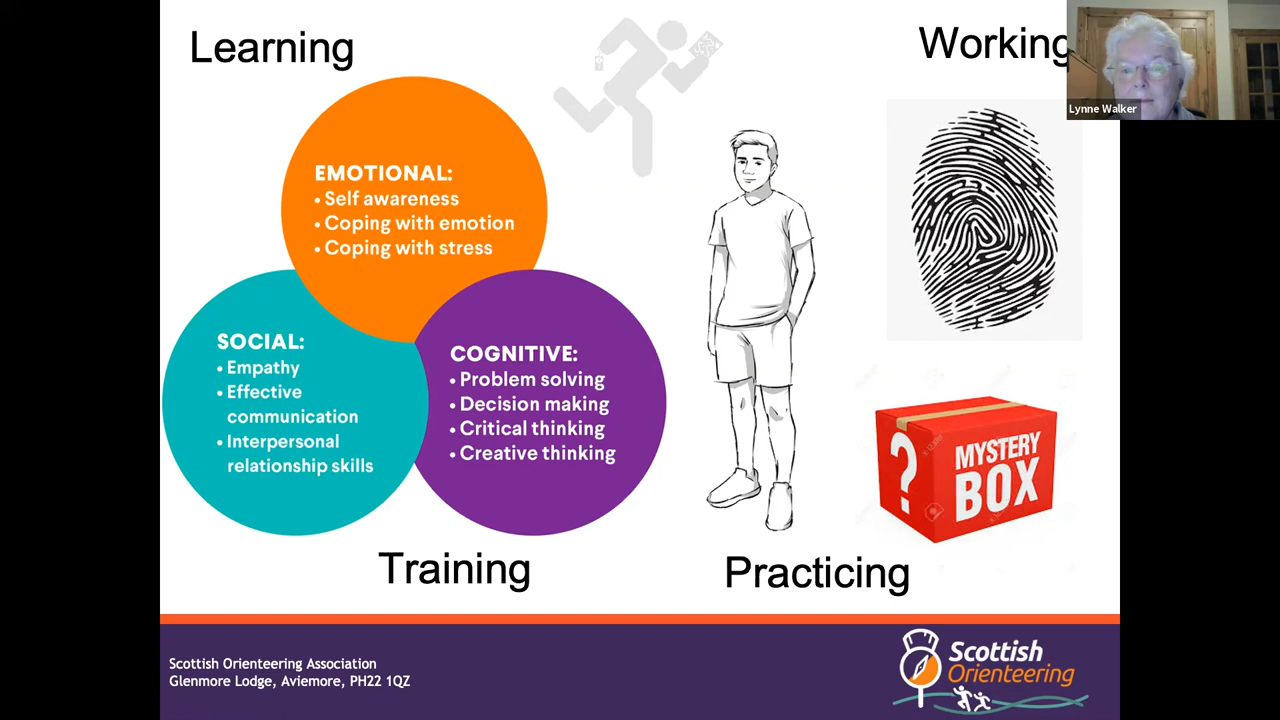 Learning
Working
Lynne Walker
EMOTIONAL:
• Self awareness
• Coping with emotion
• Coping with stress
SOCIAL:
• Empathy
• Effective
communication
• Interpersonal
relationship skills
COGNITIVE:
• Problem solving
• Decision making
• Critical thinking
• Creative thinking
?
MYSTERY
BOX
Training
Practicing
Scottish Orienteering Association
Glenmore Lodge, Aviemore, PH22 1QZ
Scottish
Orienteering